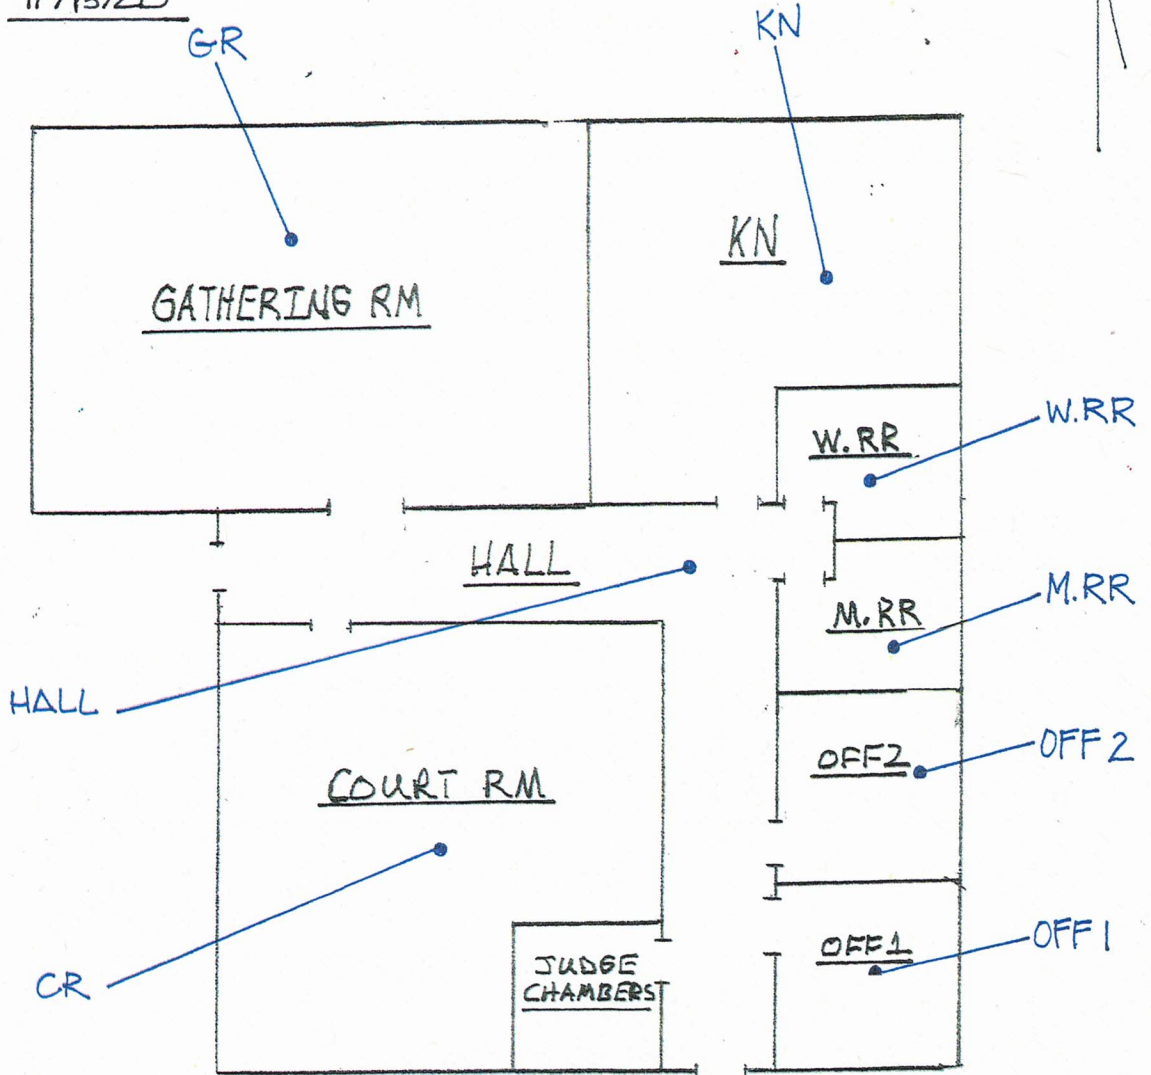 GR
KN
GATHERING RM
KN
W.RR
W.RR
HALL
M.RR
M.RR
HALL
OFF2
OFF 2
COURT RM
OFF1
OFF 1
JUDGE
CHAMBERS
CR